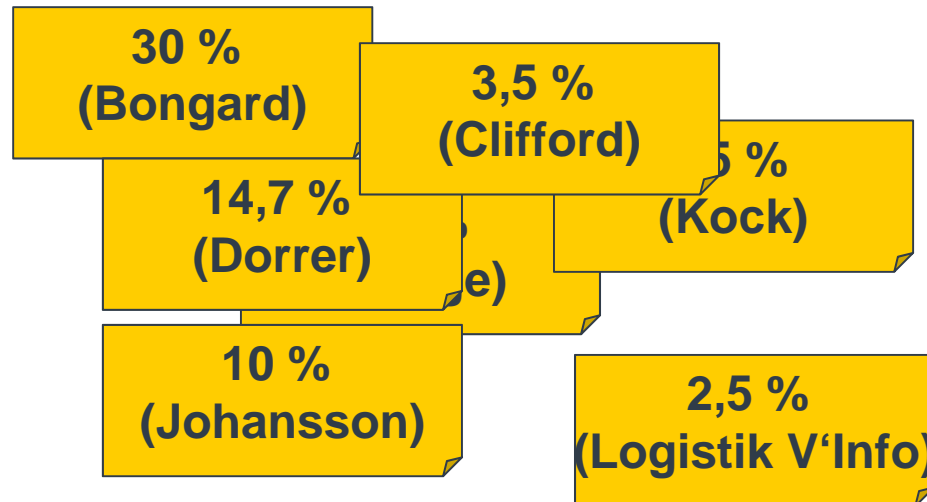 30 %
(Bongard)
3,5 %
(Clifford)
%
(Kock)
14,7 %
(Dorrer)
10 %
(Johansson)
2,5 %
(Logistik V‘Info)